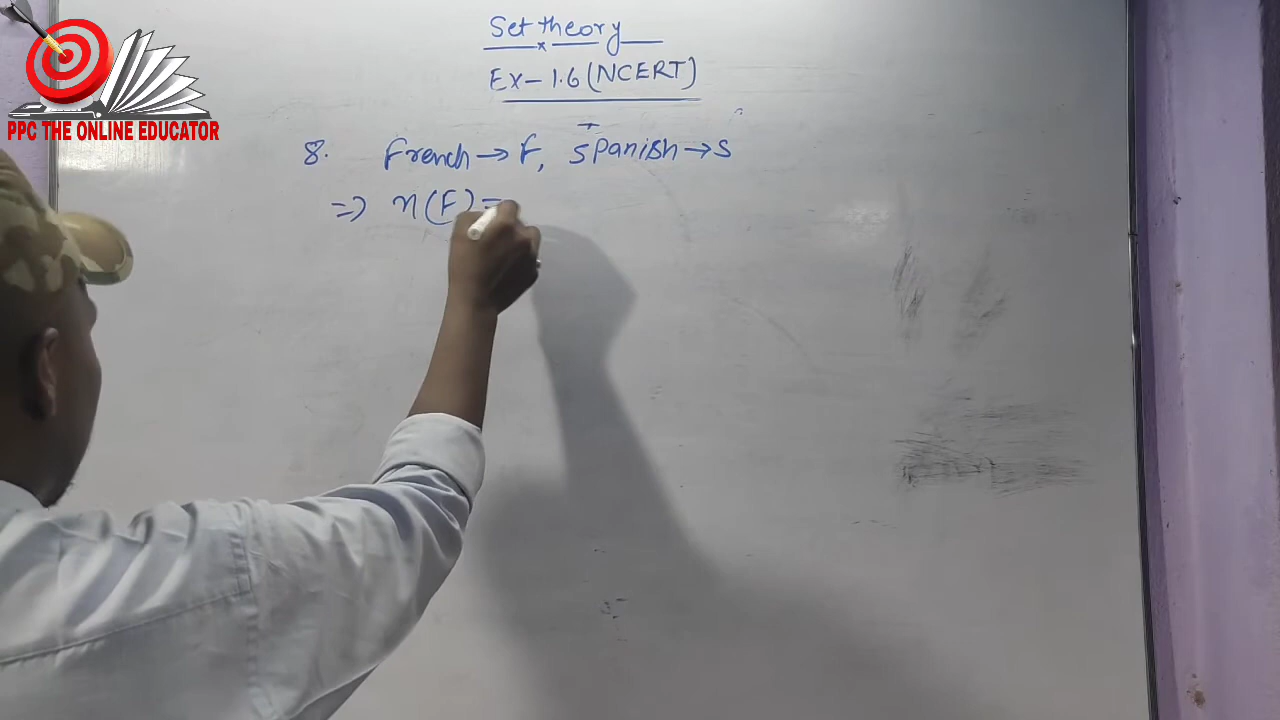 Set theory
Ex-1.6 (NCERT)
PPC THE ONLINE EDUCATOR
8. French → F, Spanish → S
⇒ n(F) =